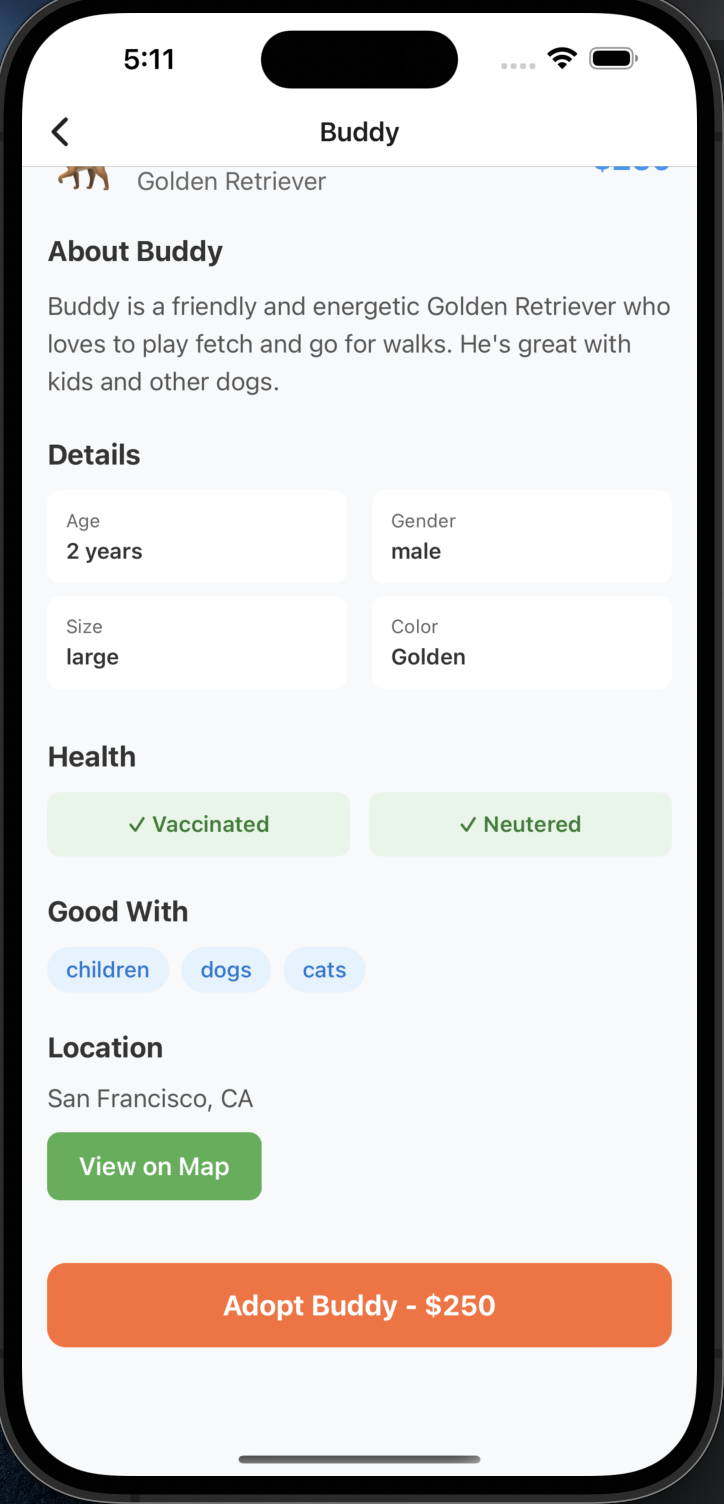 5:11
Buddy
Golden Retriever
About Buddy
Buddy is a friendly and energetic Golden Retriever who
loves to play fetch and go for walks. He's great with
kids and other dogs.
Details
Age
2 years
Gender
male
Size
large
Color
Golden
Health
✓ Vaccinated
✓ Neutered
Good With
children
dogs
cats
Location
San Francisco, CA
View on Map
Adopt Buddy - $250